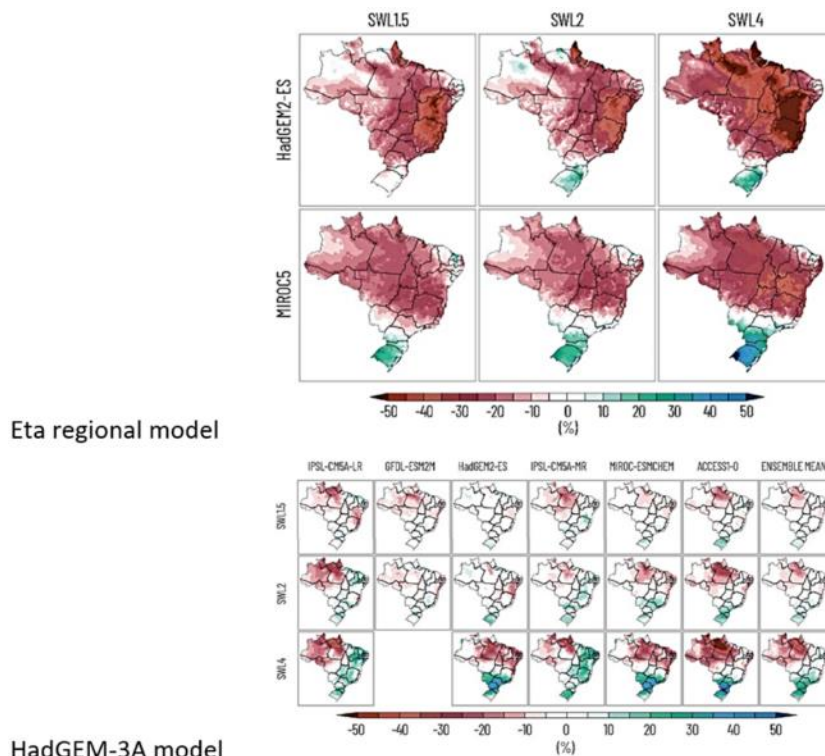 SWL1.5 SWL2 SWL4
HadGEM2-ES
MIROC5
-50 -40 -30 -20 -10 0 10 20 30 40 50
(%)
Eta regional model
IPSL-CM5A-LR GFDL-ESM2M HadGEM2-ES IPSL-CM5A-MR MIROC-ESMCHEM ACCESS1-0 ENSEMBLE MEAN
SWL1.5
SWL2
SWL4
-50 -40 -30 -20 -10 0 10 20 30 40 50
(%)
HadGEM-3A model